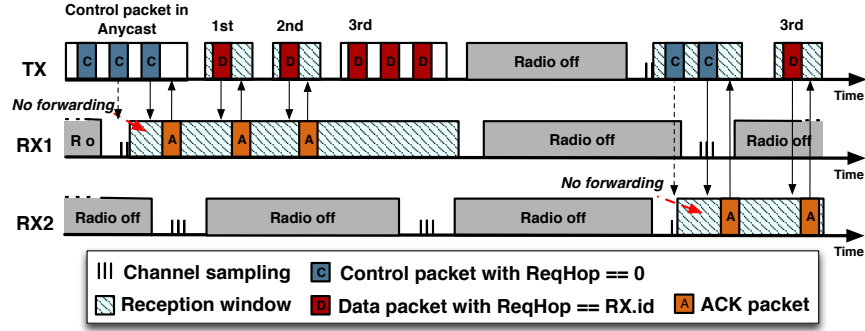 Control packet in
Anycast
1st
2nd
3rd
3rd
TX
C
C
C
D
D
D
D
D
Radio off
C
C
D
Time
No forwarding
RX1
R o
A
A
A
Radio off
Radio off
Time
No forwarding
RX2
Radio off
Radio off
Radio off
A
A
Time
Channel sampling
C Control packet with ReqHop == 0
Reception window
D Data packet with ReqHop == RX.id
A ACK packet